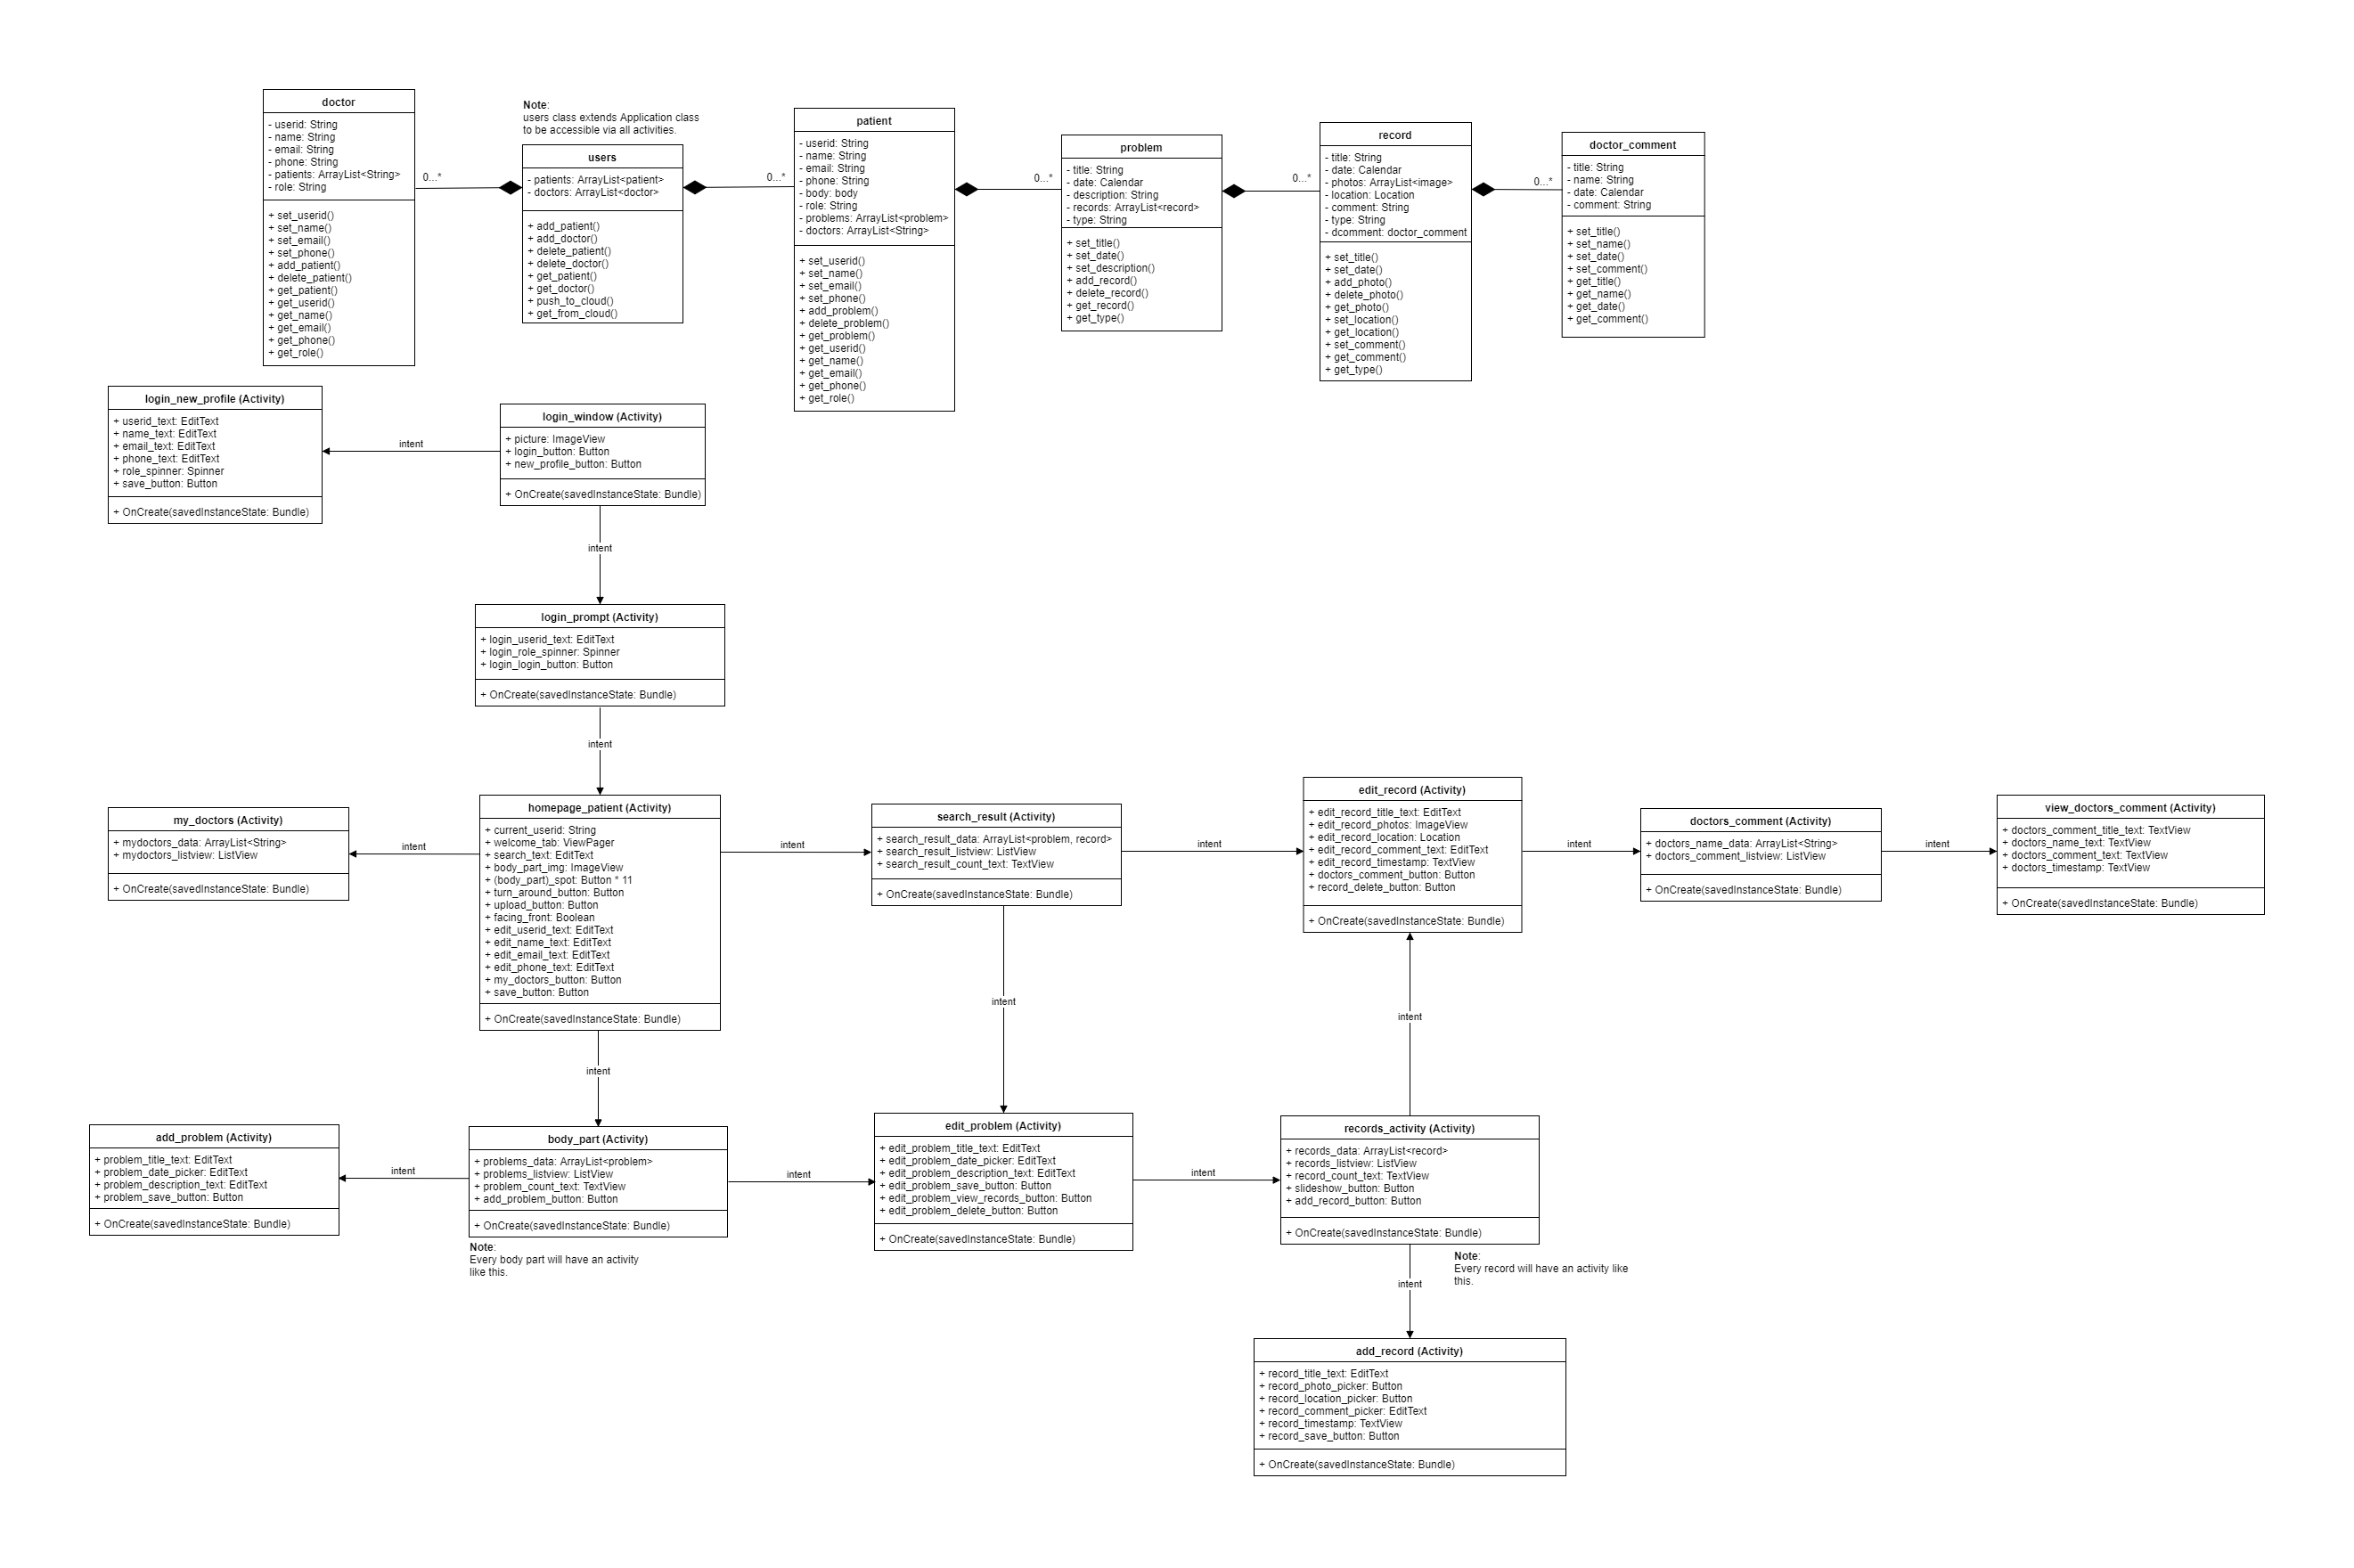 doctor
- userid: String
- name: String
- email: String
- phone: String
- patients: ArrayList<String>
- role: String
+ set_userid()
+ set_name()
+ set_email()
+ set_phone()
+ add_patient()
+ delete_patient()
+ get_patient()
+ get_userid()
+ get_name()
+ get_email()
+ get_phone()
+ get_role()
0...*
Note:
users class extends Application class
to be accessible via all activities.
users
- patients: ArrayList<patient>
- doctors: ArrayList<doctor>
+ add_patient()
+ add_doctor()
+ delete_patient()
+ delete_doctor()
+ get_patient()
+ get_doctor()
+ push_to_cloud()
+ get_from_cloud()
0...*
patient
- userid: String
- name: String
- email: String
- phone: String
- body: body
- role: String
- problems: ArrayList<problem>
- doctors: ArrayList<String>
+ set_userid()
+ set_name()
+ set_email()
+ set_phone()
+ add_problem()
+ delete_problem()
+ get_problem()
+ get_userid()
+ get_name()
+ get_email()
+ get_phone()
+ get_role()
0...*
problem
- title: String
- date: Calendar
- description: String
- records: ArrayList<record>
- type: String
+ set_title()
+ set_date()
+ set_description()
+ add_record()
+ delete_record()
+ get_record()
+ get_type()
0...*
record
- title: String
- date: Calendar
- photos: ArrayList<image>
- location: Location
- comment: String
- type: String
- dcomment: doctor_comment
+ set_title()
+ set_date()
+ add_photo()
+ delete_photo()
+ get_photo()
+ set_location()
+ get_location()
+ set_comment()
+ get_comment()
+ get_type()
0...*
doctor_comment
- title: String
- name: String
- date: Calendar
- comment: String
+ set_title()
+ set_name()
+ set_date()
+ set_comment()
+ get_title()
+ get_name()
+ get_date()
+ get_comment()
login_new_profile (Activity)
+ userid_text: EditText
+ name_text: EditText
+ email_text: EditText
+ phone_text: EditText
+ role_spinner: Spinner
+ save_button: Button
+ OnCreate(savedInstanceState: Bundle)
intent
login_window (Activity)
+ picture: ImageView
+ login_button: Button
+ new_profile_button: Button
+ OnCreate(savedInstanceState: Bundle)
intent
login_prompt (Activity)
+ login_userid_text: EditText
+ login_role_spinner: Spinner
+ login_login_button: Button
+ OnCreate(savedInstanceState: Bundle)
intent
my_doctors (Activity)
+ mydoctors_data: ArrayList<String>
+ mydoctors_listview: ListView
+ OnCreate(savedInstanceState: Bundle)
intent
homepage_patient (Activity)
+ current_userid: String
+ welcome_tab: ViewPager
+ search_text: EditText
+ body_part_img: ImageView
+ (body_part)_spot: Button * 11
+ turn_around_button: Button
+ upload_button: Button
+ facing_front: Boolean
+ edit_userid_text: EditText
+ edit_name_text: EditText
+ edit_email_text: EditText
+ edit_phone_text: EditText
+ my_doctors_button: Button
+ save_button: Button
+ OnCreate(savedInstanceState: Bundle)
intent
search_result (Activity)
+ search_result_data: ArrayList<problem, record>
+ search_result_listview: ListView
+ search_result_count_text: TextView
+ OnCreate(savedInstanceState: Bundle)
intent
edit_record (Activity)
+ edit_record_title_text: EditText
+ edit_record_photos: ImageView
+ edit_record_location: Location
+ edit_record_comment_text: EditText
+ edit_record_timestamp: TextView
+ doctors_comment_button: Button
+ record_delete_button: Button
+ OnCreate(savedInstanceState: Bundle)
intent
doctors_comment (Activity)
+ doctors_name_data: ArrayList<String>
+ doctors_comment_listview: ListView
+ OnCreate(savedInstanceState: Bundle)
intent
view_doctors_comment (Activity)
+ doctors_comment_title_text: TextView
+ doctors_name_text: TextView
+ doctors_comment_text: TextView
+ doctors_timestamp: TextView
+ OnCreate(savedInstanceState: Bundle)
intent
intent
intent
add_problem (Activity)
+ problem_title_text: EditText
+ problem_date_picker: EditText
+ problem_description_text: EditText
+ problem_save_button: Button
+ OnCreate(savedInstanceState: Bundle)
intent
body_part (Activity)
+ problems_data: ArrayList<problem>
+ problems_listview: ListView
+ problem_count_text: TextView
+ add_problem_button: Button
+ OnCreate(savedInstanceState: Bundle)
Note:
Every body part will have an activity
like this.
intent
edit_problem (Activity)
+ edit_problem_title_text: EditText
+ edit_problem_date_picker: EditText
+ edit_problem_description_text: EditText
+ edit_problem_save_button: Button
+ edit_problem_view_records_button: Button
+ edit_problem_delete_button: Button
+ OnCreate(savedInstanceState: Bundle)
intent
records_activity (Activity)
+ records_data: ArrayList<record>
+ records_listview: ListView
+ record_count_text: TextView
+ slideshow_button: Button
+ add_record_button: Button
+ OnCreate(savedInstanceState: Bundle)
Note:
Every record will have an activity like
this.
intent
add_record (Activity)
+ record_title_text: EditText
+ record_photo_picker: Button
+ record_location_picker: Button
+ record_comment_picker: EditText
+ record_timestamp: TextView
+ record_save_button: Button
+ OnCreate(savedInstanceState: Bundle)